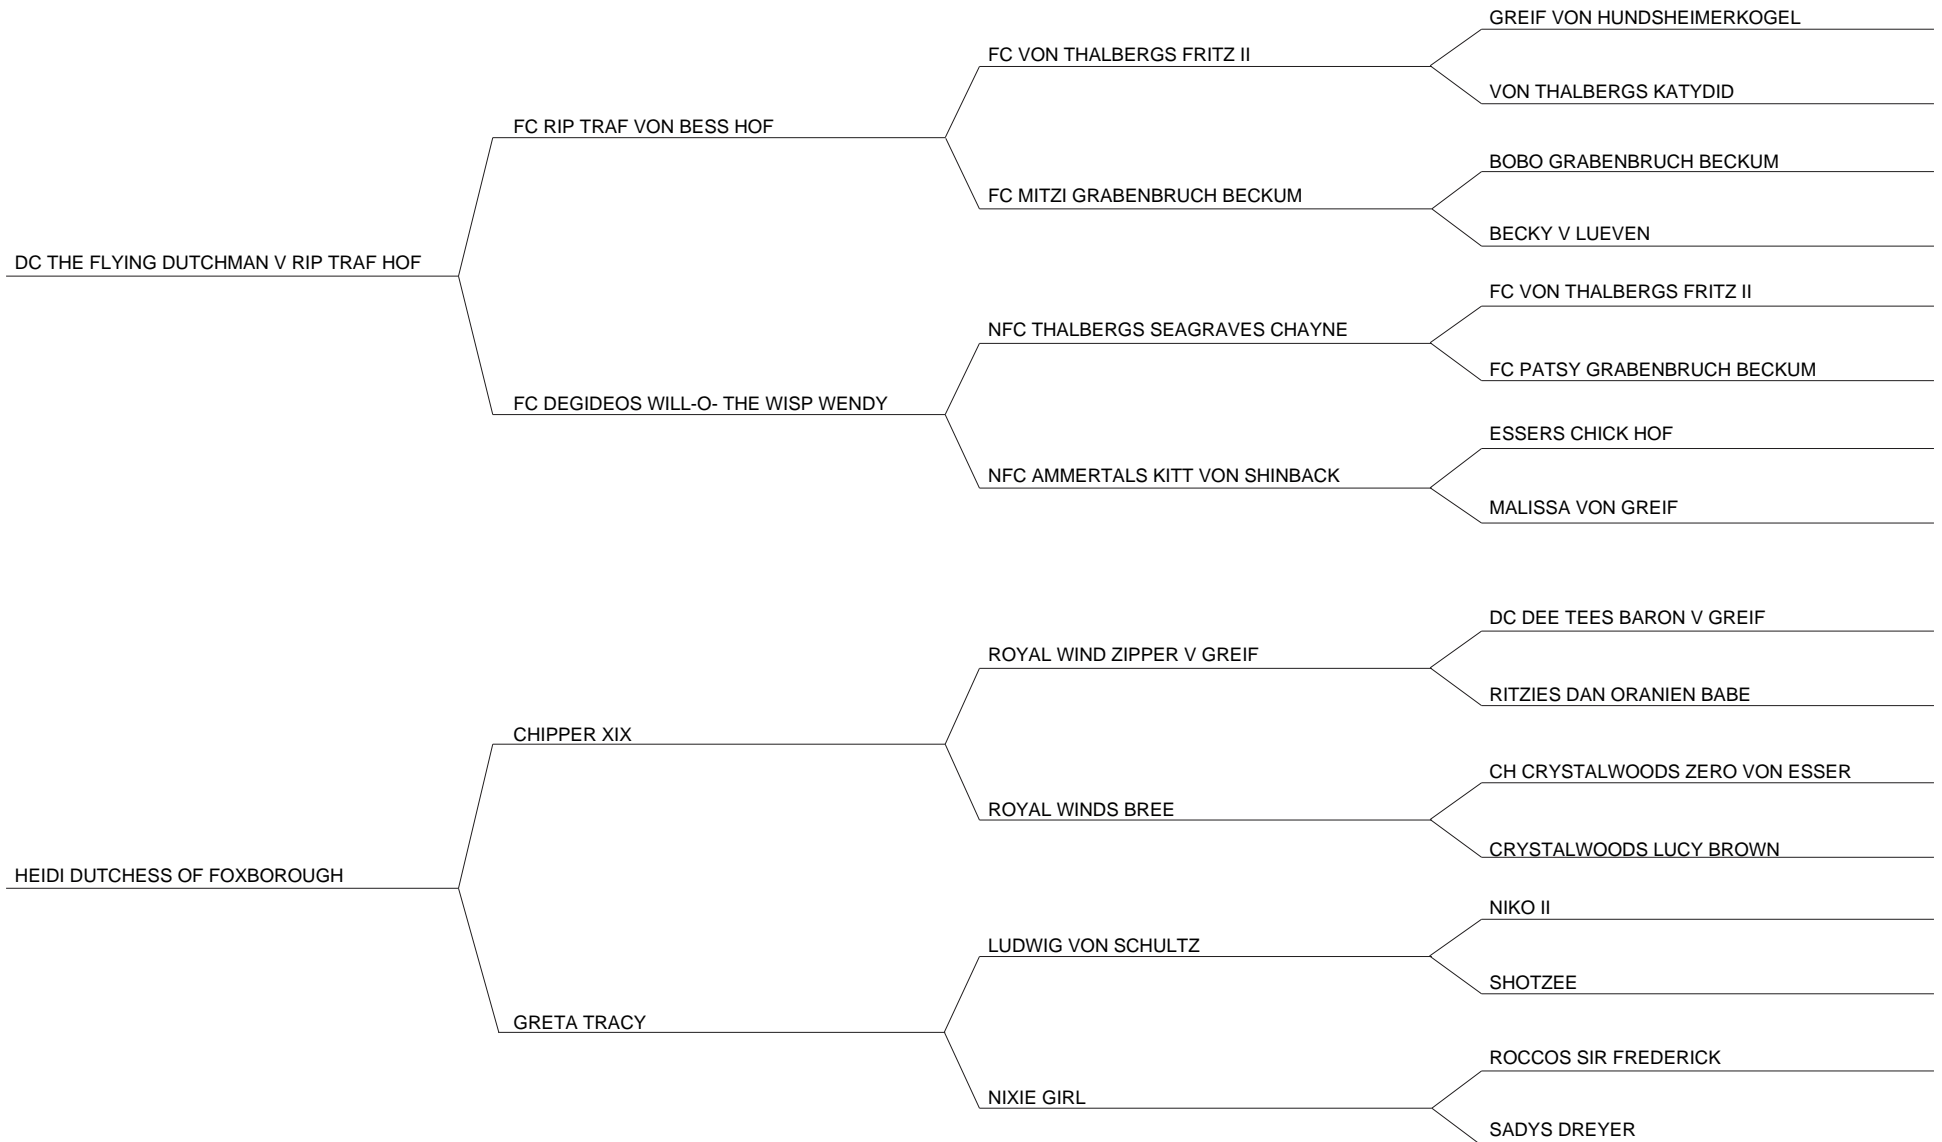 GREIF VON HUNDSHEIMERKOGEL
FC VON THALBERGS FRITZ II
VON THALBERGS KATYDID
FC RIP TRAF VON BESS HOF
BOBO GRABENBRUCH BECKUM
FC MITZI GRABENBRUCH BECKUM
BECKY V LUEVEN
DC THE FLYING DUTCHMAN V RIP TRAF HOF
FC VON THALBERGS FRITZ II
NFC THALBERGS SEAGRAVES CHAYNE
FC PATSY GRABENBRUCH BECKUM
FC DEGIDEOS WILL-O- THE WISP WENDY
ESSERS CHICK HOF
NFC AMMERTALS KITT VON SHINBACK
MALISSA VON GREIF
DC DEE TEES BARON V GREIF
ROYAL WIND ZIPPER V GREIF
RITZIES DAN ORANIEN BABE
CHIPPER XIX
CH CRYSTALWOODS ZERO VON ESSER
ROYAL WINDS BREE
CRYSTALWOODS LUCY BROWN
HEIDI DUTCHESS OF FOXBOROUGH
NIKO II
LUDWIG VON SCHULTZ
SHOTZEE
GRETA TRACY
ROCCOS SIR FREDERICK
NIXIE GIRL
SADYS DREYER